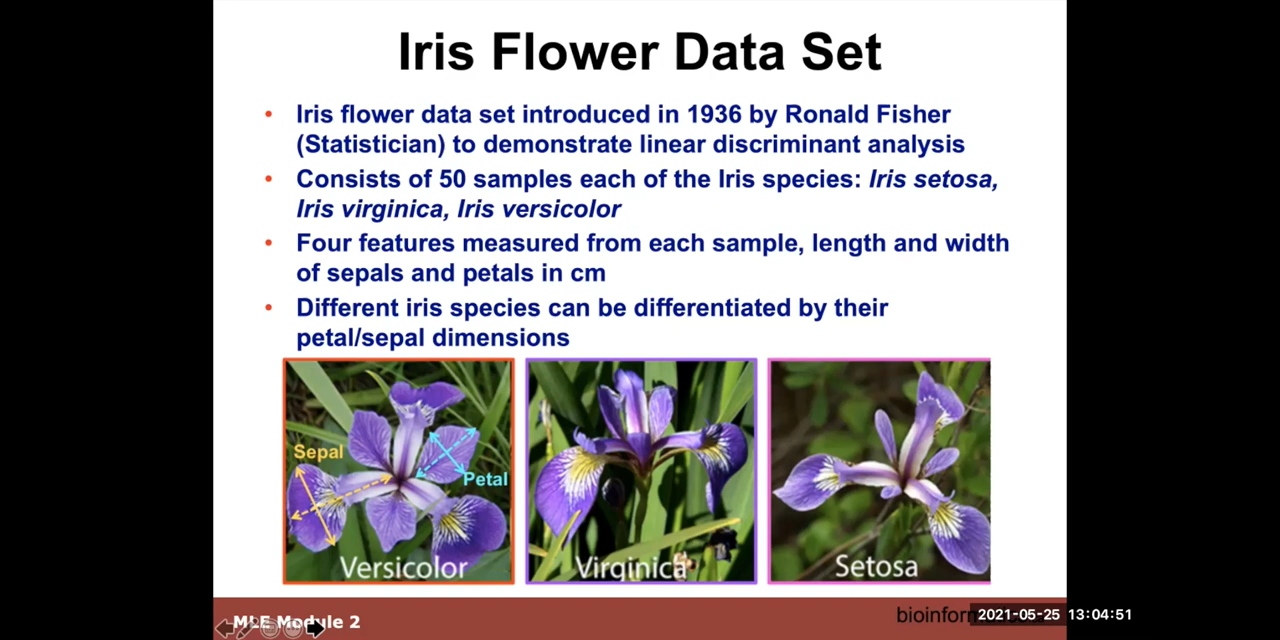 Iris Flower Data Set
• Iris flower data set introduced in 1936 by Ronald Fisher
(Statistician) to demonstrate linear discriminant analysis
• Consists of 50 samples each of the Iris species: Iris setosa,
Iris virginica, Iris versicolor
• Four features measured from each sample, length and width
of sepals and petals in cm
• Different iris species can be differentiated by their
petal/sepal dimensions
Sepal
Petal
Versicolor
Virginica
Setosa
MLE Module 2
2021-05-25 13:04:51